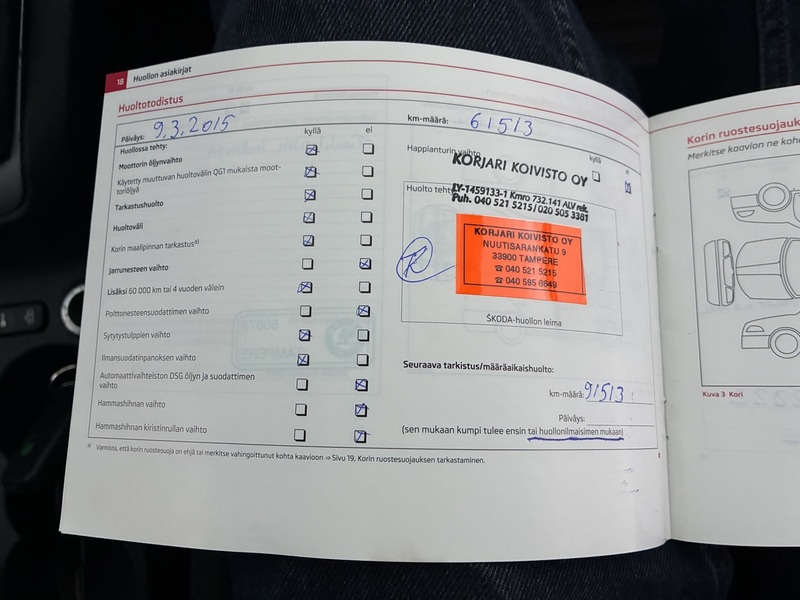 18 Huollon asiakirjat
Huoltotodistus
Päiväys: 9.3.2015
kyllä ei
Huollossa tehty:
Moottorin öljynvaihto
Käytetty muuttuvan huoltovälin QG1 mukaista moot-
toriöljyä
Tarkastushuolto
Huoltoväli
Korin maalipinnan tarkastus a)
Jarrunesteen vaihto
Lisäksi 60 000 km tai 4 vuoden välein
Polttonesteensuodattimen vaihto
Sytytystulppien vaihto
Ilmansuodatinpanoksen vaihto
Automaattivaihteiston DSG öljyn ja suodattimen
vaihto
Hammashihnan vaihto
Hammashihnan kiristinrullan vaihto
a) Varmista, että korin ruostesuoja on ehjä tai merkitse vahingoittunut kohta kaavioon ⇒ Sivu 19, Korin ruostesuojauksen tarkastaminen.
km-määrä: 61513
kyllä ei
Happianturin vaihto
KORJARI KOIVISTO OY
Huolto tehty
LY-1459133-1 Kmro 732.141 ALV rek.
Puh. 040 521 5215 / 020 505 3381
KORJARI KOIVISTO OY
NUUTISARANKATU 9
33900 TAMPERE
☎ 040 521 5215
☎ 040 595 6649
ŠKODA-huollon leima
Seuraava tarkistus/määräaikaishuolto:
km-määrä: 91513
Päiväys:
(sen mukaan kumpi tulee ensin tai huollonilmaisimen mukaan)
Korin ruostesuojauk
Merkitse kaavion ne koh
Kuva 3 Kori